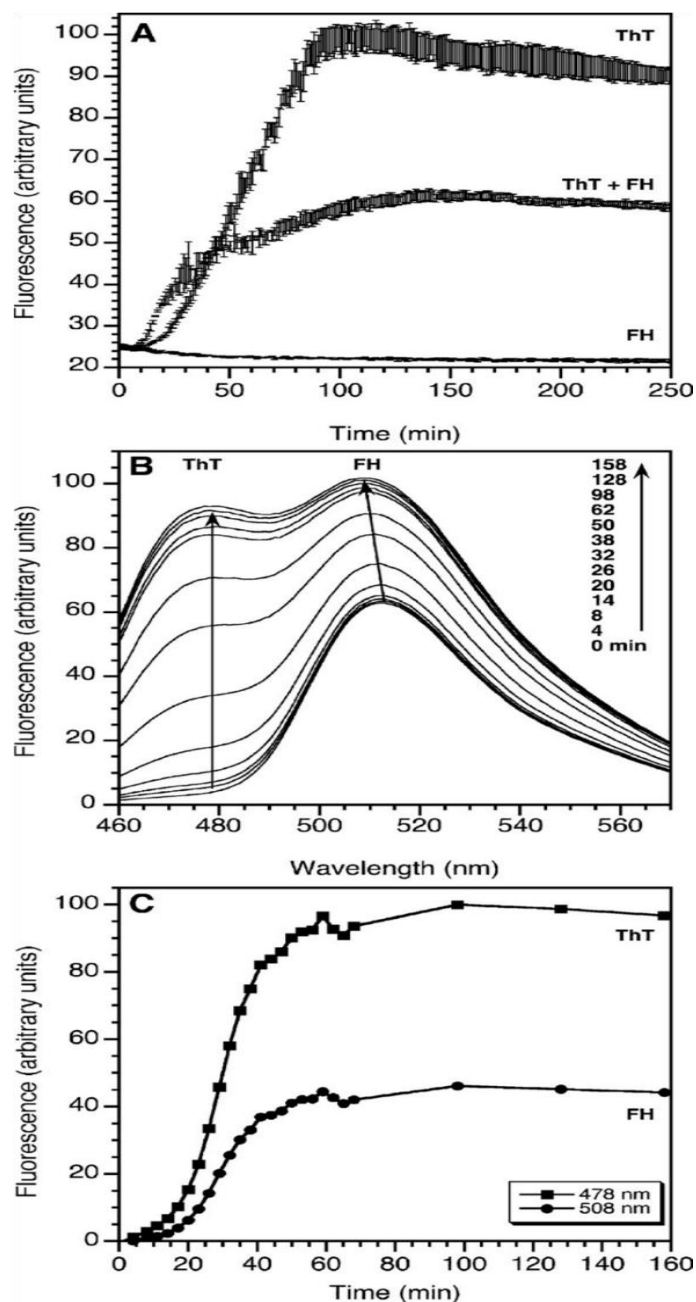 A
ThT
ThT + FH
FH
Fluorescence (arbitrary units)
100
90
80
70
60
50
40
30
20
0 50 100 150 200 250
Time (min)
B
ThT FH
158
128
98
62
50
38
32
26
20
14
8
4
0 min
Fluorescence (arbitrary units)
100
80
60
40
20
0
460 480 500 520 540 560
Wavelength (nm)
C
ThT
FH
Fluorescence (arbitrary units)
100
80
60
40
20
0
478 nm
508 nm
0 20 40 60 80 100 120 140 160
Time (min)